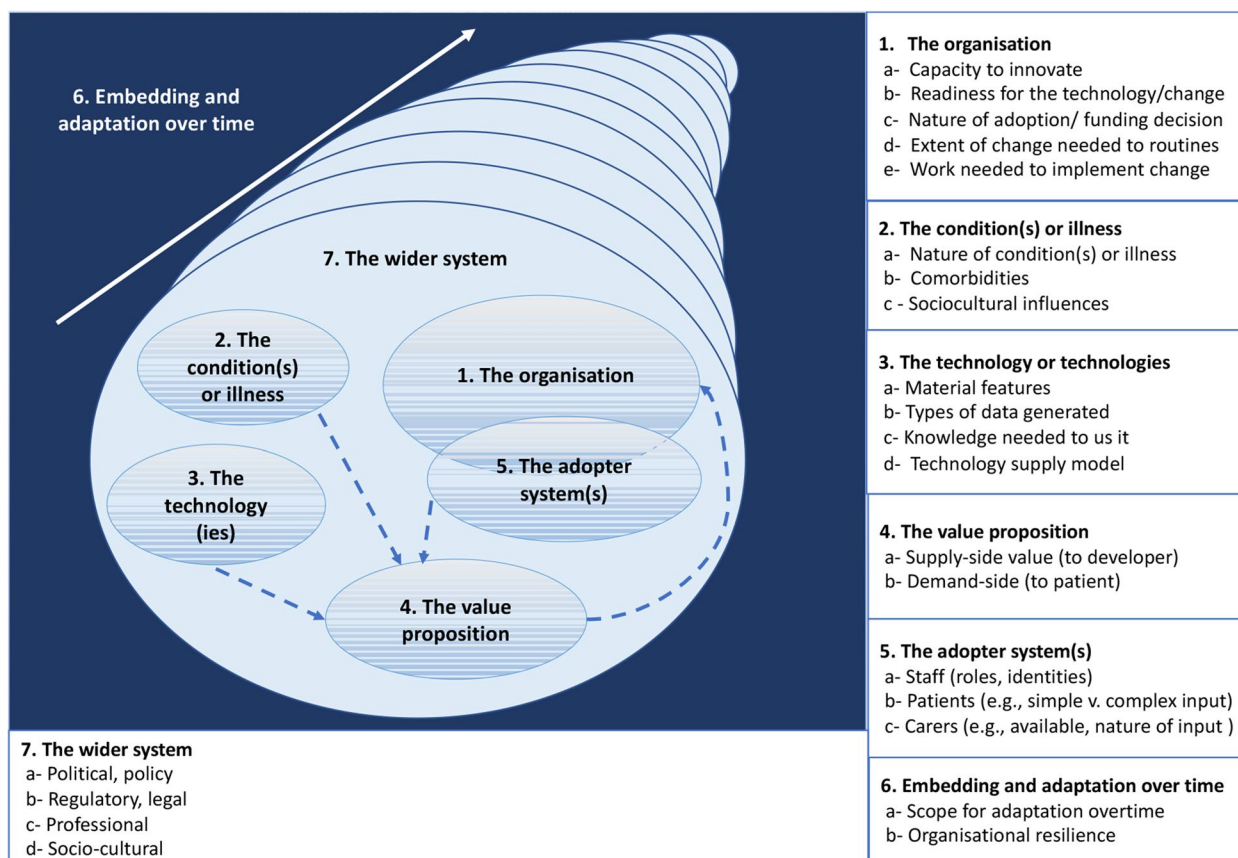 6. Embedding and
adaptation over time
7. The wider system
2. The
condition(s)
or illness
1. The organisation
3. The
technology
(ies)
5. The adopter
system(s)
4. The value
proposition
1. The organisation
a- Capacity to innovate
b- Readiness for the technology/change
c- Nature of adoption/ funding decision
d- Extent of change needed to routines
e- Work needed to implement change
2. The condition(s) or illness
a- Nature of condition(s) or illness
b- Comorbidities
c - Sociocultural influences
3. The technology or technologies
a- Material features
b- Types of data generated
c- Knowledge needed to us it
d- Technology supply model
4. The value proposition
a- Supply-side value (to developer)
b- Demand-side (to patient)
5. The adopter system(s)
a- Staff (roles, identities)
b- Patients (e.g., simple v. complex input)
c- Carers (e.g., available, nature of input )
6. Embedding and adaptation over time
a- Scope for adaptation overtime
b- Organisational resilience
7. The wider system
a- Political, policy
b- Regulatory, legal
c- Professional
d- Socio-cultural